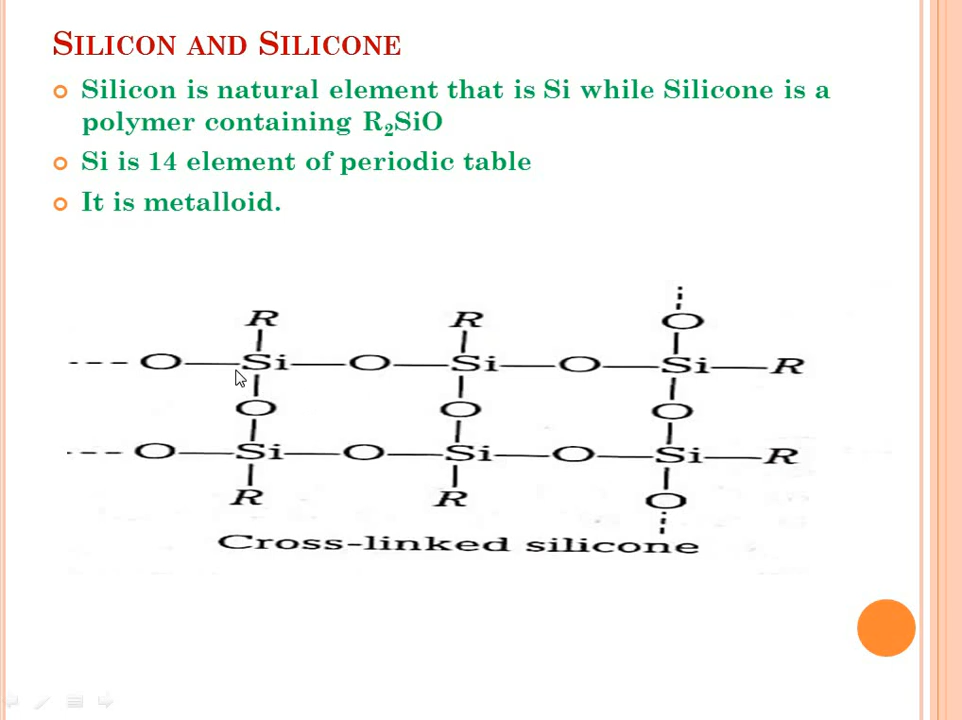 SILICON AND SILICONE
Silicon is natural element that is Si while Silicone is a
polymer containing R₂SiO
Si is 14 element of periodic table
It is metalloid.
R R O
--- O—Si—O—Si—O—Si—R
O O O
--- O—Si—O—Si—O—Si—R
R R O
Cross-linked silicone